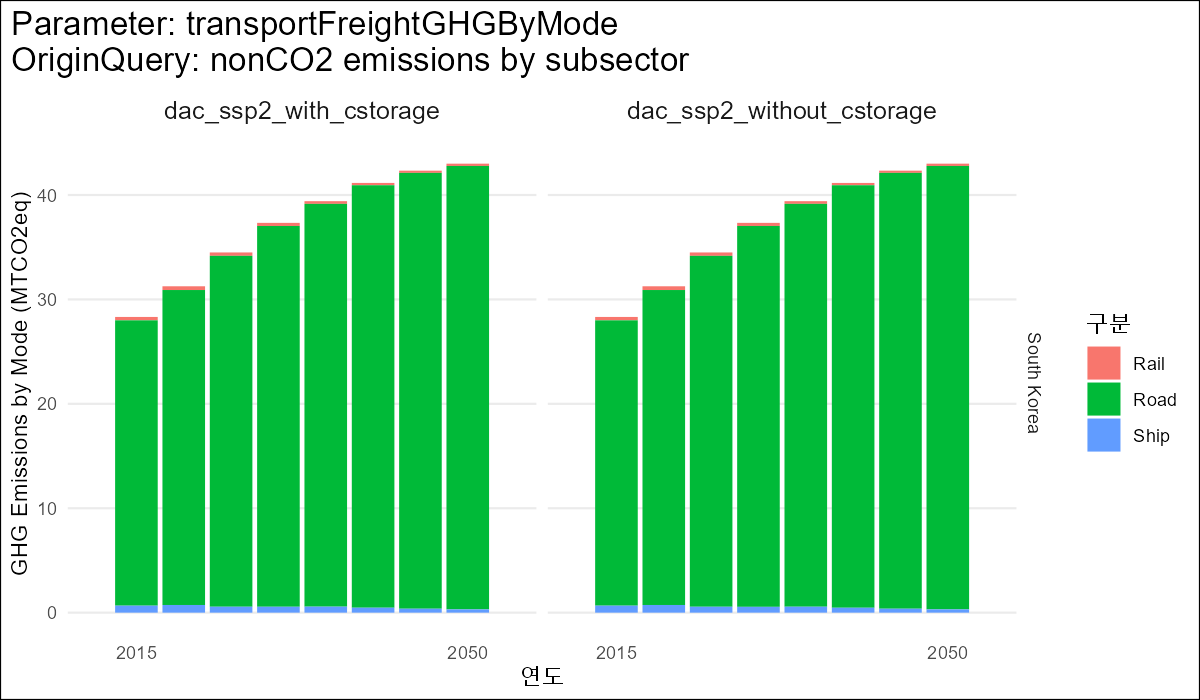 Parameter: transportFreightGHGByMode
OriginQuery: nonCO2 emissions by subsector
dac_ssp2_with_cstorage
dac_ssp2_without_cstorage
GHG Emissions by Mode (MTCO2eq)
40
30
20
10
0
2015
2050
2015
2050
연도
South Korea
구분
Rail
Road
Ship